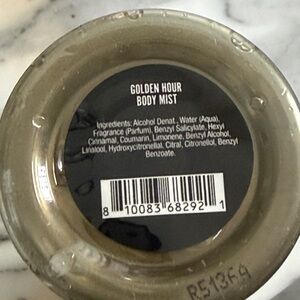 GOLDEN HOUR
BODY MIST
Ingredients: Alcohol Denat., Water (Aqua),
Fragrance (Parfum), Benzyl Salicylate, Hexyl
Cinnamal, Coumarin, Limonene, Benzyl Alcohol,
Linalool, Hydroxycitronellal, Citral, Citronellol, Benzyl
Benzoate.
8 10083 68292 1
R513FA